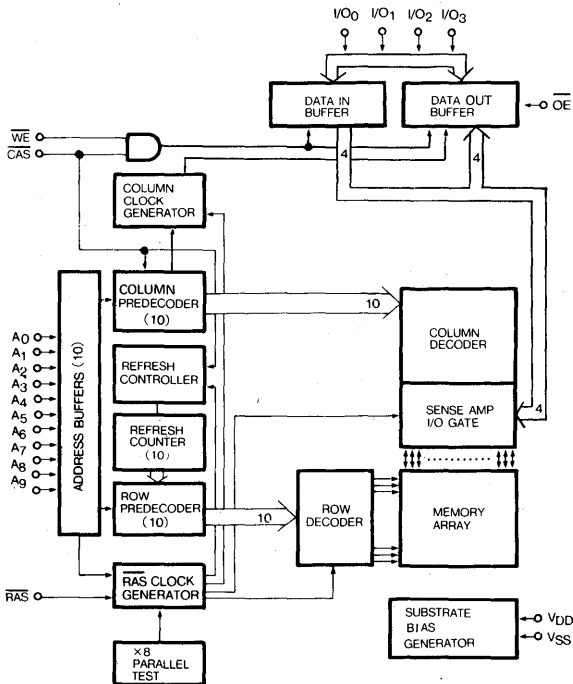 I/O0 I/O1 I/O2 I/O3
DATA IN
BUFFER
DATA OUT
BUFFER
OE
WE
CAS
4
4
COLUMN
CLOCK
GENERATOR
COLUMN
PREDECODER
(10)
10
COLUMN
DECODER
REFRESH
CONTROLLER
SENSE AMP
I/O GATE
4
REFRESH
COUNTER
(10)
A0
A1
A2
A3
A4
A5
A6
A7
A8
A9
ADDRESS BUFFERS (10)
ROW
PREDECODER
(10)
10
ROW
DECODER
MEMORY
ARRAY
RAS
RAS CLOCK
GENERATOR
×8
PARALLEL
TEST
SUBSTRATE
BIAS
GENERATOR
VDD
VSS